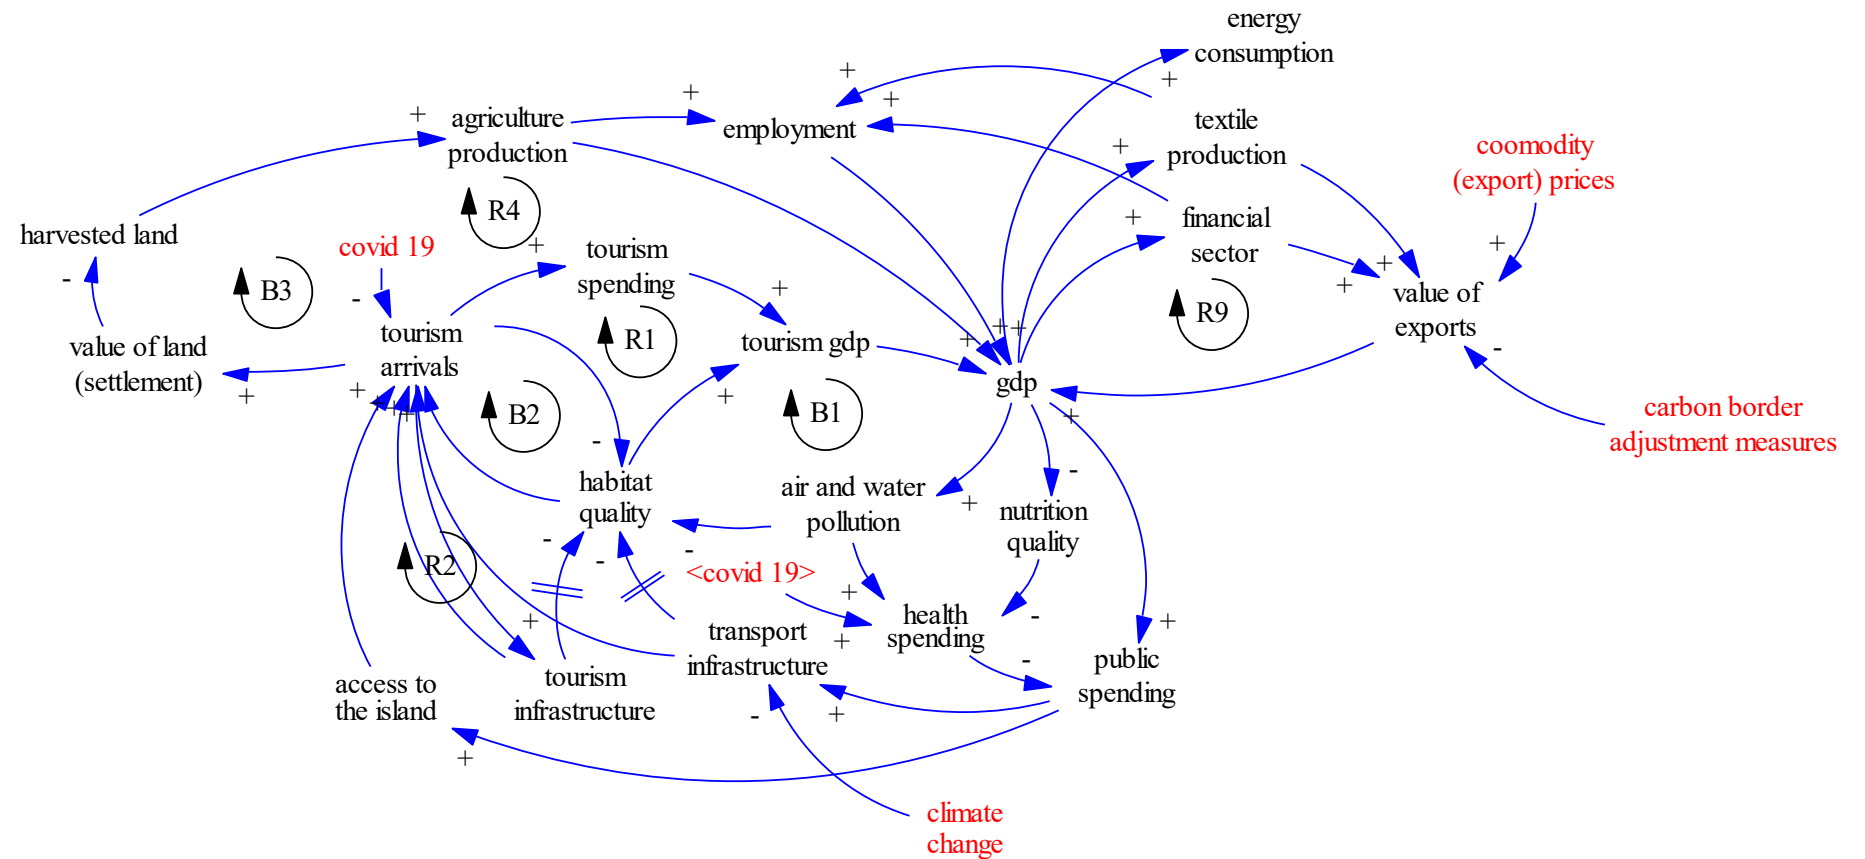 energy
consumption
agriculture
production
employment
textile
production
coomodity
(export) prices
R4
harvested land
covid 19
tourism
spending
financial
sector
B3
R1
R9
value of
exports
value of land
(settlement)
tourism
arrivals
tourism gdp
gdp
B2
B1
carbon border
adjustment measures
habitat
quality
air and water
pollution
nutrition
quality
R2
<covid 19>
health
spending
transport
infrastructure
public
spending
access to
the island
tourism
infrastructure
climate
change